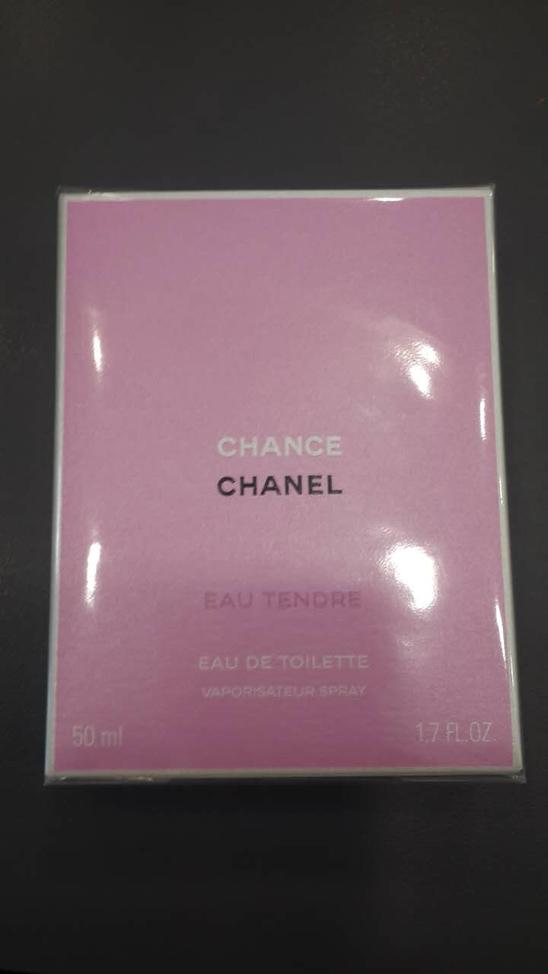 CHANCE
CHANEL
EAU TENDRE
EAU DE TOILETTE
VAPORISATEUR SPRAY
50 ml 1.7 FL.OZ.